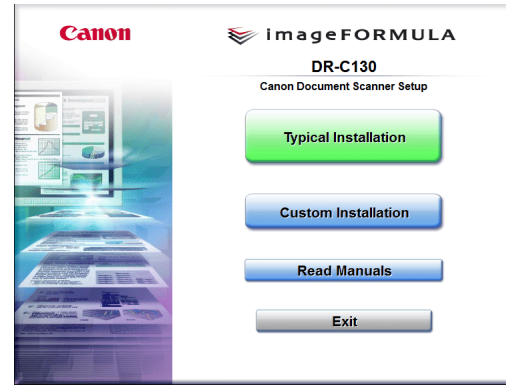 Canon
imageFORMULA
DR-C130
Canon Document Scanner Setup
Typical Installation
Custom Installation
Read Manuals
Exit